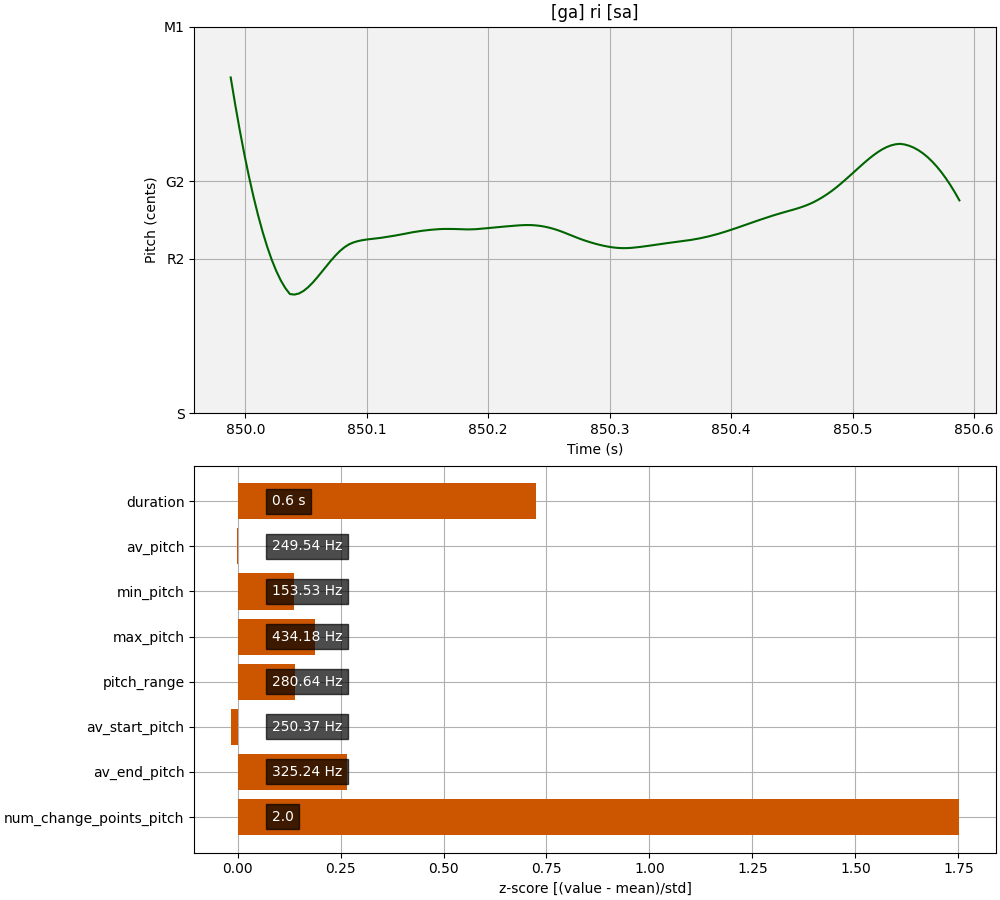 [ga] ri [sa]
M1
G2
R2
S
Pitch (cents)
850.0 850.1 850.2 850.3 850.4 850.5 850.6
Time (s)
duration 0.6 s
av_pitch 249.54 Hz
min_pitch 153.53 Hz
max_pitch 434.18 Hz
pitch_range 280.64 Hz
av_start_pitch 250.37 Hz
av_end_pitch 325.24 Hz
num_change_points_pitch 2.0
0.00 0.25 0.50 0.75 1.00 1.25 1.50 1.75
z-score [(value - mean)/std]